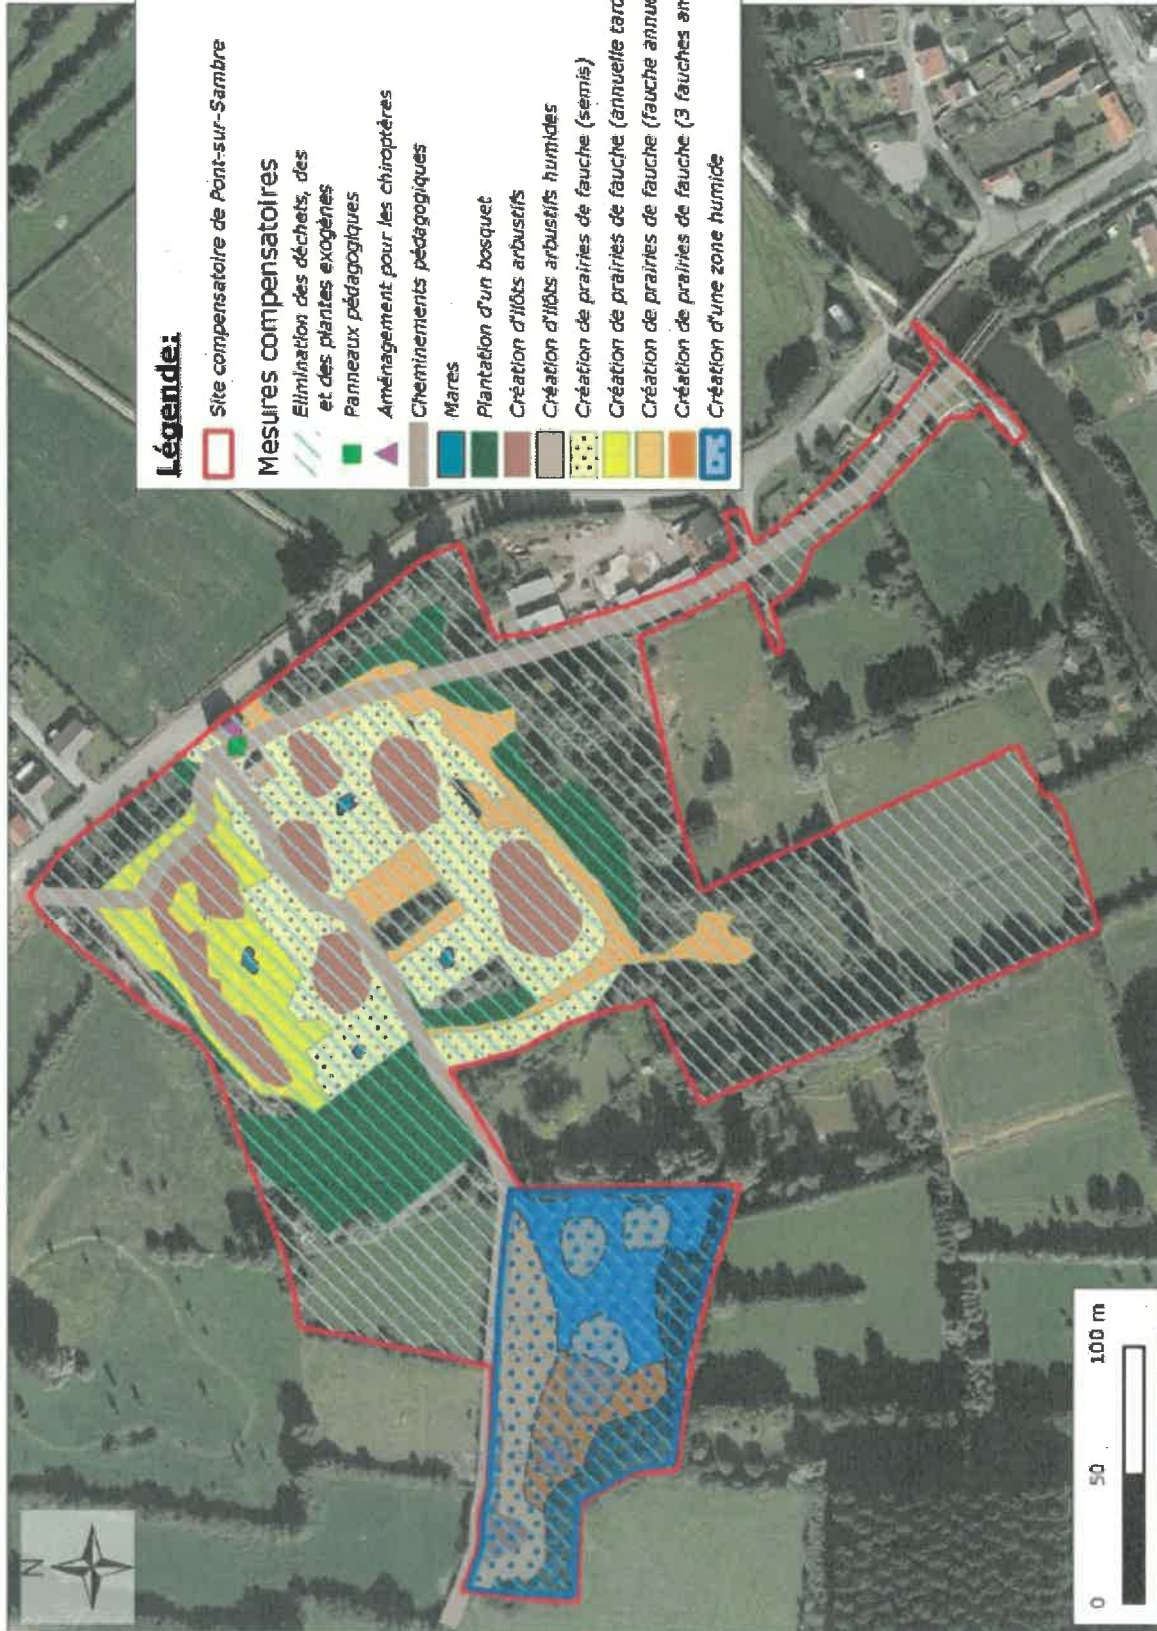 Légende:
Site compensatoire de Pont-sur-Sambre
Mesures compensatoires
Elimination des déchets, des
et des plantes exogènes
Panneaux pédagogiques
Aménagement pour les chiroptères
Cheminements pédagogiques
Mares
Plantation d'un bosquet
Création d'îlôts arbustifs
Création d'îlôts arbustifs humides
Création de prairies de fauche (semis)
Création de prairies de fauche (annuelle
Création de prairies de fauche (fauche
Création de prairies de fauche (3 fauches
Création d'une zone humide
N
0 50 100 m